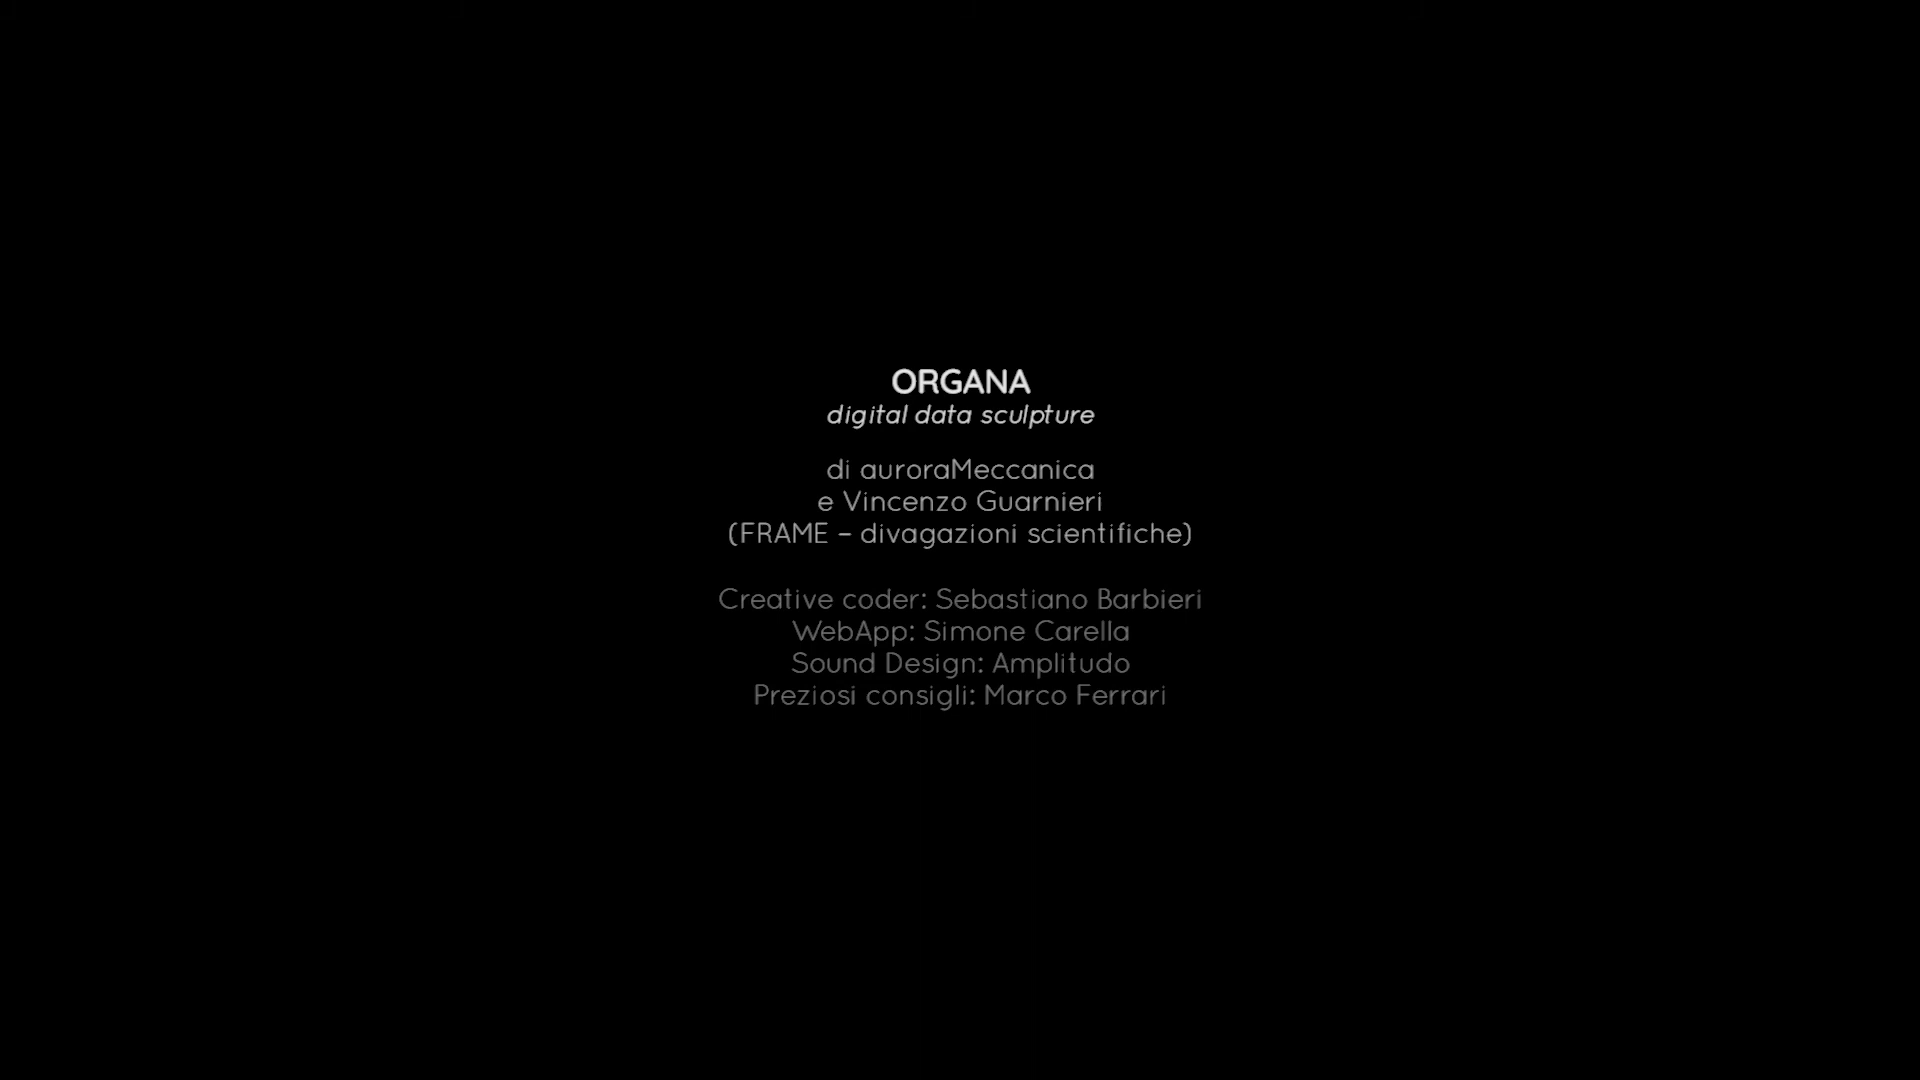 ORGANA
digital data sculpture
di auroraMeccanica
e Vincenzo Guarnieri
(FRAME – divagazioni scientifiche)
Creative coder: Sebastiano Barbieri
WebApp: Simone Carella
Sound Design: Amplitudo
Preziosi consigli: Marco Ferrari